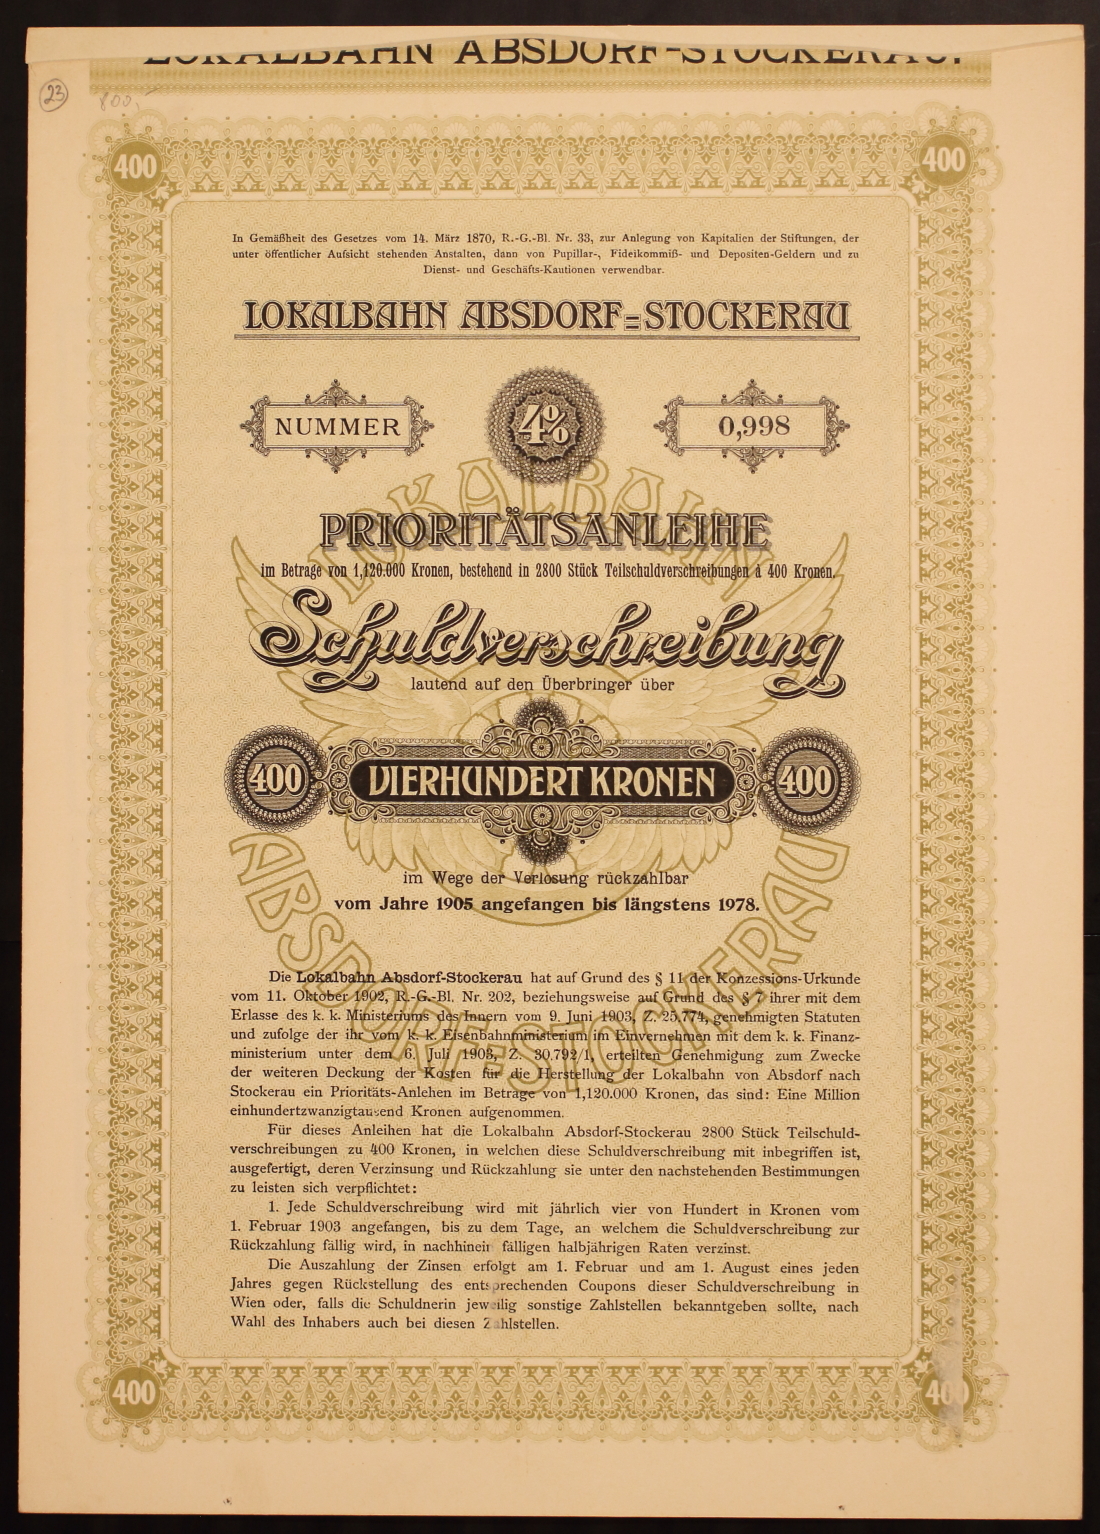 LOKALBAHN ABSDORF-STOCKERAU.
23
800,-
400
400
In Gemäßheit des Gesetzes vom 14. März 1870, R.-G.-Bl. Nr. 33, zur Anlegung von Kapitalien der Stiftungen, der
unter öffentlicher Aufsicht stehenden Anstalten, dann von Pupillar-, Fideikommiß- und Depositen-Geldern und zu
Dienst- und Geschäfts-Kautionen verwendbar.
LOKALBAHN ABSDORF=STOCKERAU
NUMMER
4%
0,998
LOKALBAHN
PRIORITÄTSANLEIHE
im Betrage von 1,120.000 Kronen, bestehend in 2800 Stück Teilschuldverschreibungen à 400 Kronen.
Schuldverschreibung
lautend auf den Überbringer über
400
VIERHUNDERT KRONEN
400
im Wege der Verlosung rückzahlbar
vom Jahre 1905 angefangen bis längstens 1978.
ABSDORF=STOCKERAU
Die Lokalbahn Absdorf-Stockerau hat auf Grund des § 11 der Konzessions-Urkunde
vom 11. Oktober 1902, R.-G.-Bl. Nr. 202, beziehungsweise auf Grund des § 7 ihrer mit dem
Erlasse des k. k. Ministeriums des Innern vom 9. Juni 1903, Z. 25.774, genehmigten Statuten
und zufolge der ihr vom k. k. Eisenbahnministerium im Einvernehmen mit dem k. k. Finanz-
ministerium unter dem 6. Juli 1903, Z. 30.792/1, erteilten Genehmigung zum Zwecke
der weiteren Deckung der Kosten für die Herstellung der Lokalbahn von Absdorf nach
Stockerau ein Prioritäts-Anlehen im Betrage von 1,120.000 Kronen, das sind: Eine Million
einhundertzwanzigtausend Kronen aufgenommen.
Für dieses Anleihen hat die Lokalbahn Absdorf-Stockerau 2800 Stück Teilschuld-
verschreibungen zu 400 Kronen, in welchen diese Schuldverschreibung mit inbegriffen ist,
ausgefertigt, deren Verzinsung und Rückzahlung sie unter den nachstehenden Bestimmungen
zu leisten sich verpflichtet:
1. Jede Schuldverschreibung wird mit jährlich vier von Hundert in Kronen vom
1. Februar 1903 angefangen, bis zu dem Tage, an welchem die Schuldverschreibung zur
Rückzahlung fällig wird, in nachhinein fälligen halbjährigen Raten verzinst.
Die Auszahlung der Zinsen erfolgt am 1. Februar und am 1. August eines jeden
Jahres gegen Rückstellung des entsprechenden Coupons dieser Schuldverschreibung in
Wien oder, falls die Schuldnerin jeweilig sonstige Zahlstellen bekanntgeben sollte, nach
Wahl des Inhabers auch bei diesen Zahlstellen.
400
400